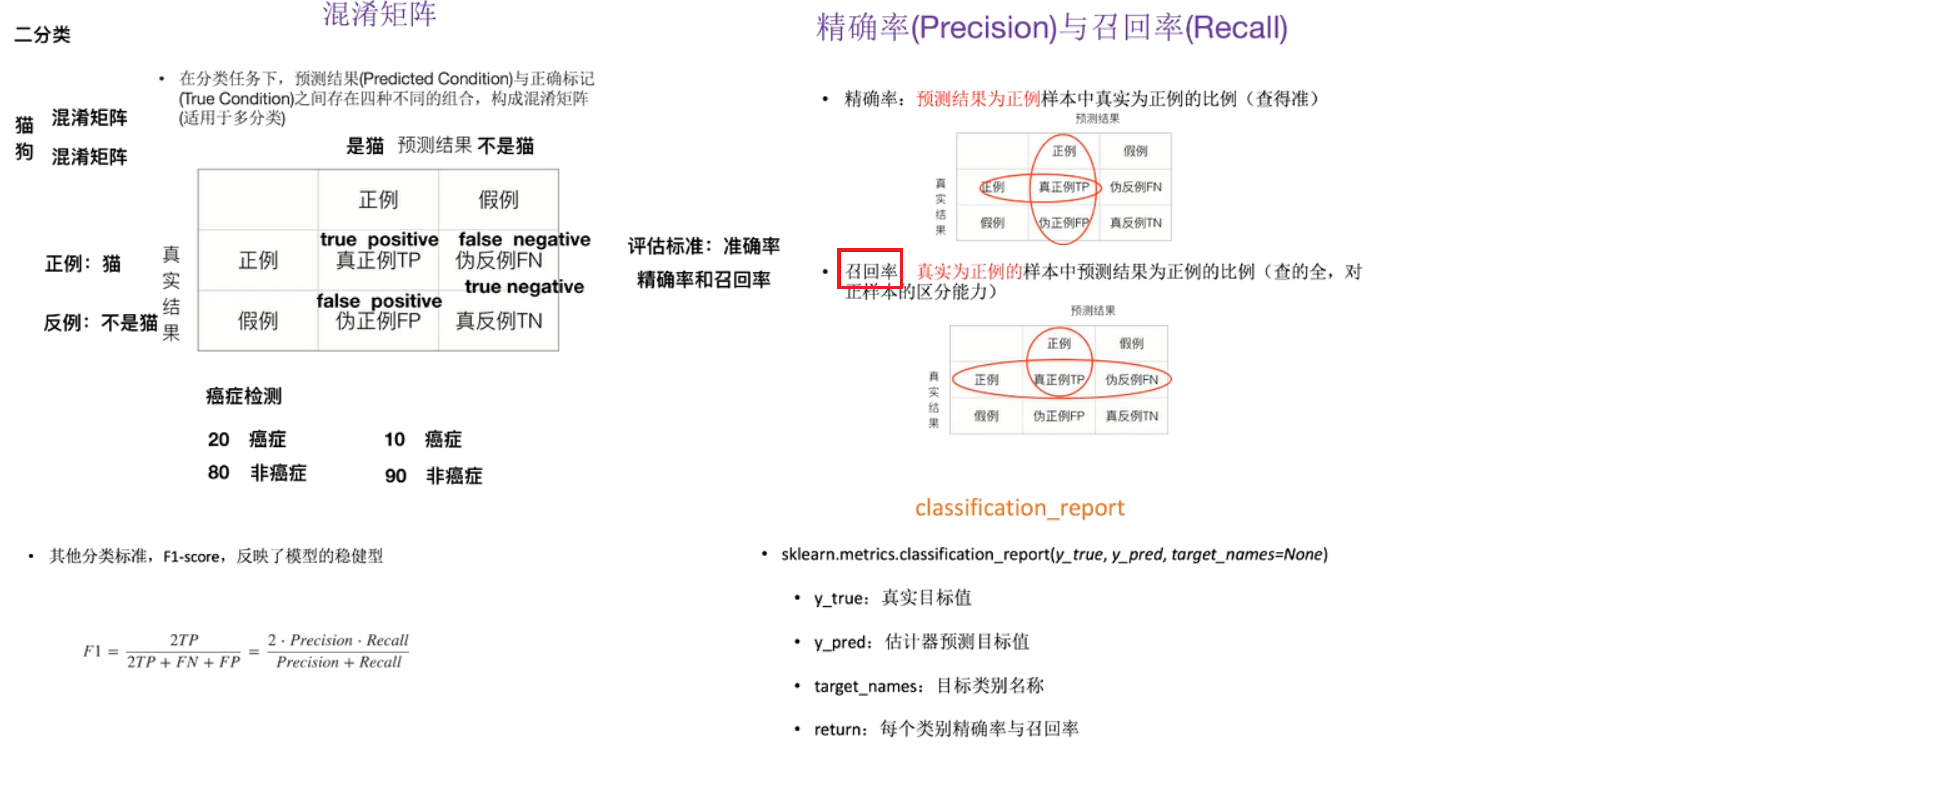 混淆矩阵
二分类
• 在分类任务下，预测结果(Predicted Condition)与正确标记
(True Condition)之间存在四种不同的组合，构成混淆矩阵
(适用于多分类)
猫 混淆矩阵
狗 混淆矩阵
是猫 预测结果 不是猫
正例 假例
true positive false negative
正例：猫 真实结果 正例 真正例TP 伪反例FN
true negative
false positive
反例：不是猫 假例 伪正例FP 真反例TN
评估标准：准确率
精确率和召回率
癌症检测
20 癌症 10 癌症
80 非癌症 90 非癌症
精确率(Precision)与召回率(Recall)
• 精确率：预测结果为正例样本中真实为正例的比例（查得准）
预测结果
正例 假例
真实结果 正例 真正例TP 伪反例FN
假例 伪正例FP 真反例TN
• 召回率：真实为正例的样本中预测结果为正例的比例（查的全，对
正样本的区分能力）
预测结果
正例 假例
真实结果 正例 真正例TP 伪反例FN
假例 伪正例FP 真反例TN
• 其他分类标准，F1-score，反映了模型的稳健型
F1 = 2TP / (2TP + FN + FP) = 2 · Precision · Recall / (Precision + Recall)
classification_report
• sklearn.metrics.classification_report(y_true, y_pred, target_names=None)
• y_true：真实目标值
• y_pred：估计器预测目标值
• target_names：目标类别名称
• return：每个类别精确率与召回率